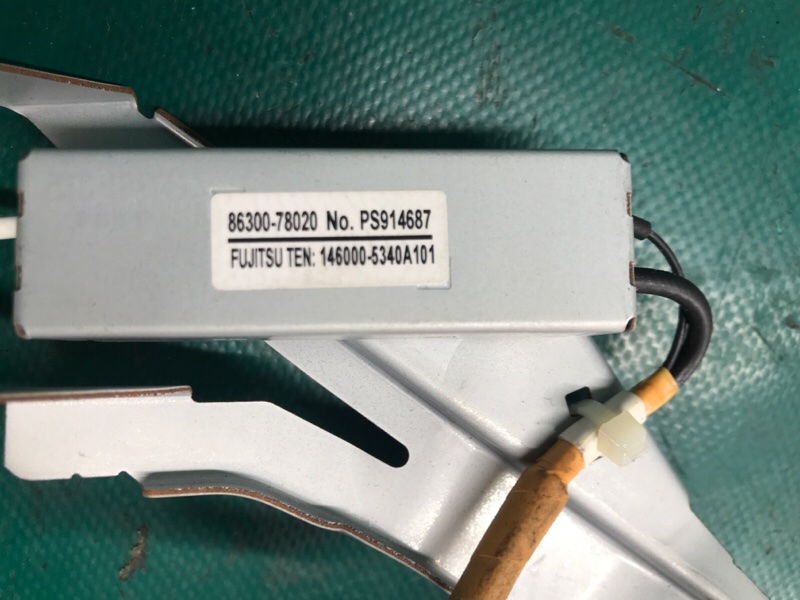 86300-78020 No. PS914687
FUJITSU TEN: 146000-5340A101